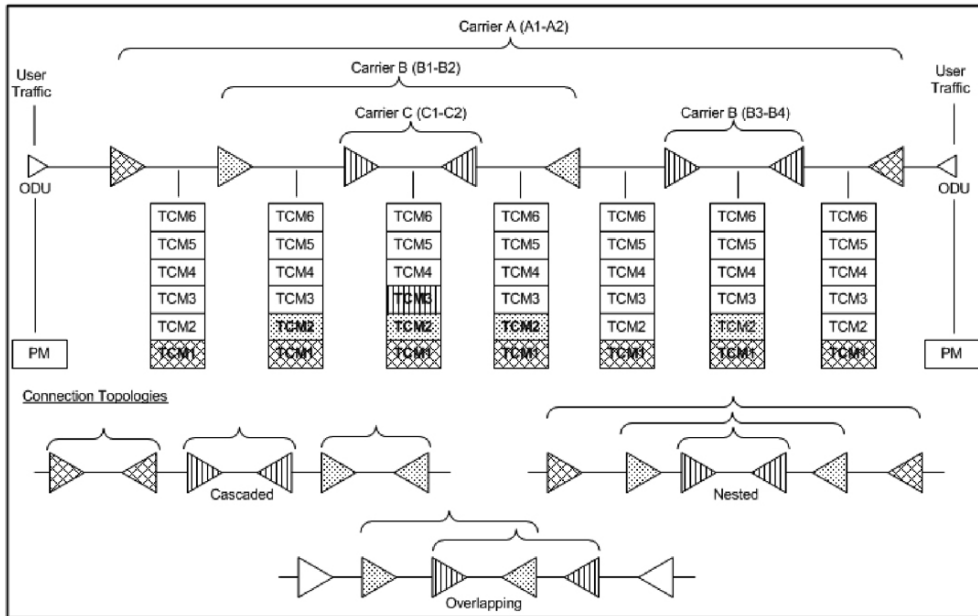 Carrier A (A1-A2)
User
Traffic
Carrier B (B1-B2)
User
Traffic
Carrier C (C1-C2)
Carrier B (B3-B4)
ODU
ODU
TCM6 TCM6 TCM6 TCM6 TCM6 TCM6 TCM6
TCM5 TCM5 TCM5 TCM5 TCM5 TCM5 TCM5
TCM4 TCM4 TCM4 TCM4 TCM4 TCM4 TCM4
TCM3 TCM3 TCM3 TCM3 TCM3 TCM3 TCM3
TCM2 TCM2 TCM2 TCM2 TCM2 TCM2 TCM2
PM TCM1 TCM1 TCM1 TCM1 TCM1 TCM1 TCM1 PM
Connection Topologies
Cascaded
Nested
Overlapping